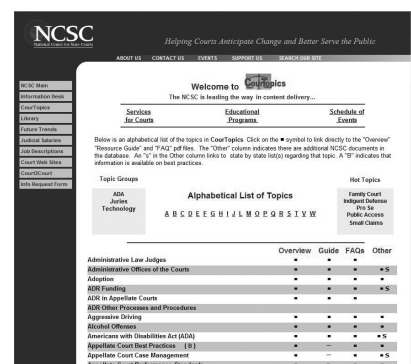 NCSC
National Center for State Courts
Helping Courts Anticipate Change and Better Serve the Public
ABOUT US CONTACT US EVENTS SUPPORT US SEARCH OUR SITE
NCSC Main
Information Desk
CourTopics
Library
Future Trends
Judicial Salaries
Job Descriptions
Court Web Sites
Court2Court
Info Request Form
Welcome to CourTopics
The NCSC is leading the way in content delivery...
Services for Courts
Educational Programs
Schedule of Events
Below is an alphabetical list of the topics in CourTopics. Click on the ■ symbol to link directly to the "Overview"
"Resource Guide" and "FAQ" pdf files. The "Other" column indicates there are additional NCSC documents in
the database. An "s" in the Other column links to state by state list(s) regarding that topic. A "B" indicates that
information is available on best practices.
Topic Groups
ADA
Juries
Technology
Alphabetical List of Topics
A B C D E F G H I J L M O P Q R S T V W
Hot Topics
Family Court
Indigent Defense
Pro Se
Public Access
Small Claims
Overview Guide FAQs Other
Administrative Law Judges ■ ■ ■
Administrative Offices of the Courts ■ ■ ■ ■ S
Adoption ■ ■ ■
ADR Funding ■ ■ ■ ■ S
ADR in Appellate Courts ■ ■ ■
ADR Other Processes and Procedures
Aggressive Driving ■ ■ ■ ■
Alcohol Offenses ■ ■ ■ ■
Americans with Disabilities Act (ADA) ■ ■ ■ ■ S
Appellate Court Best Practices ( B ) ■ – ■ ■
Appellate Court Case Management ■ – ■ ■ S